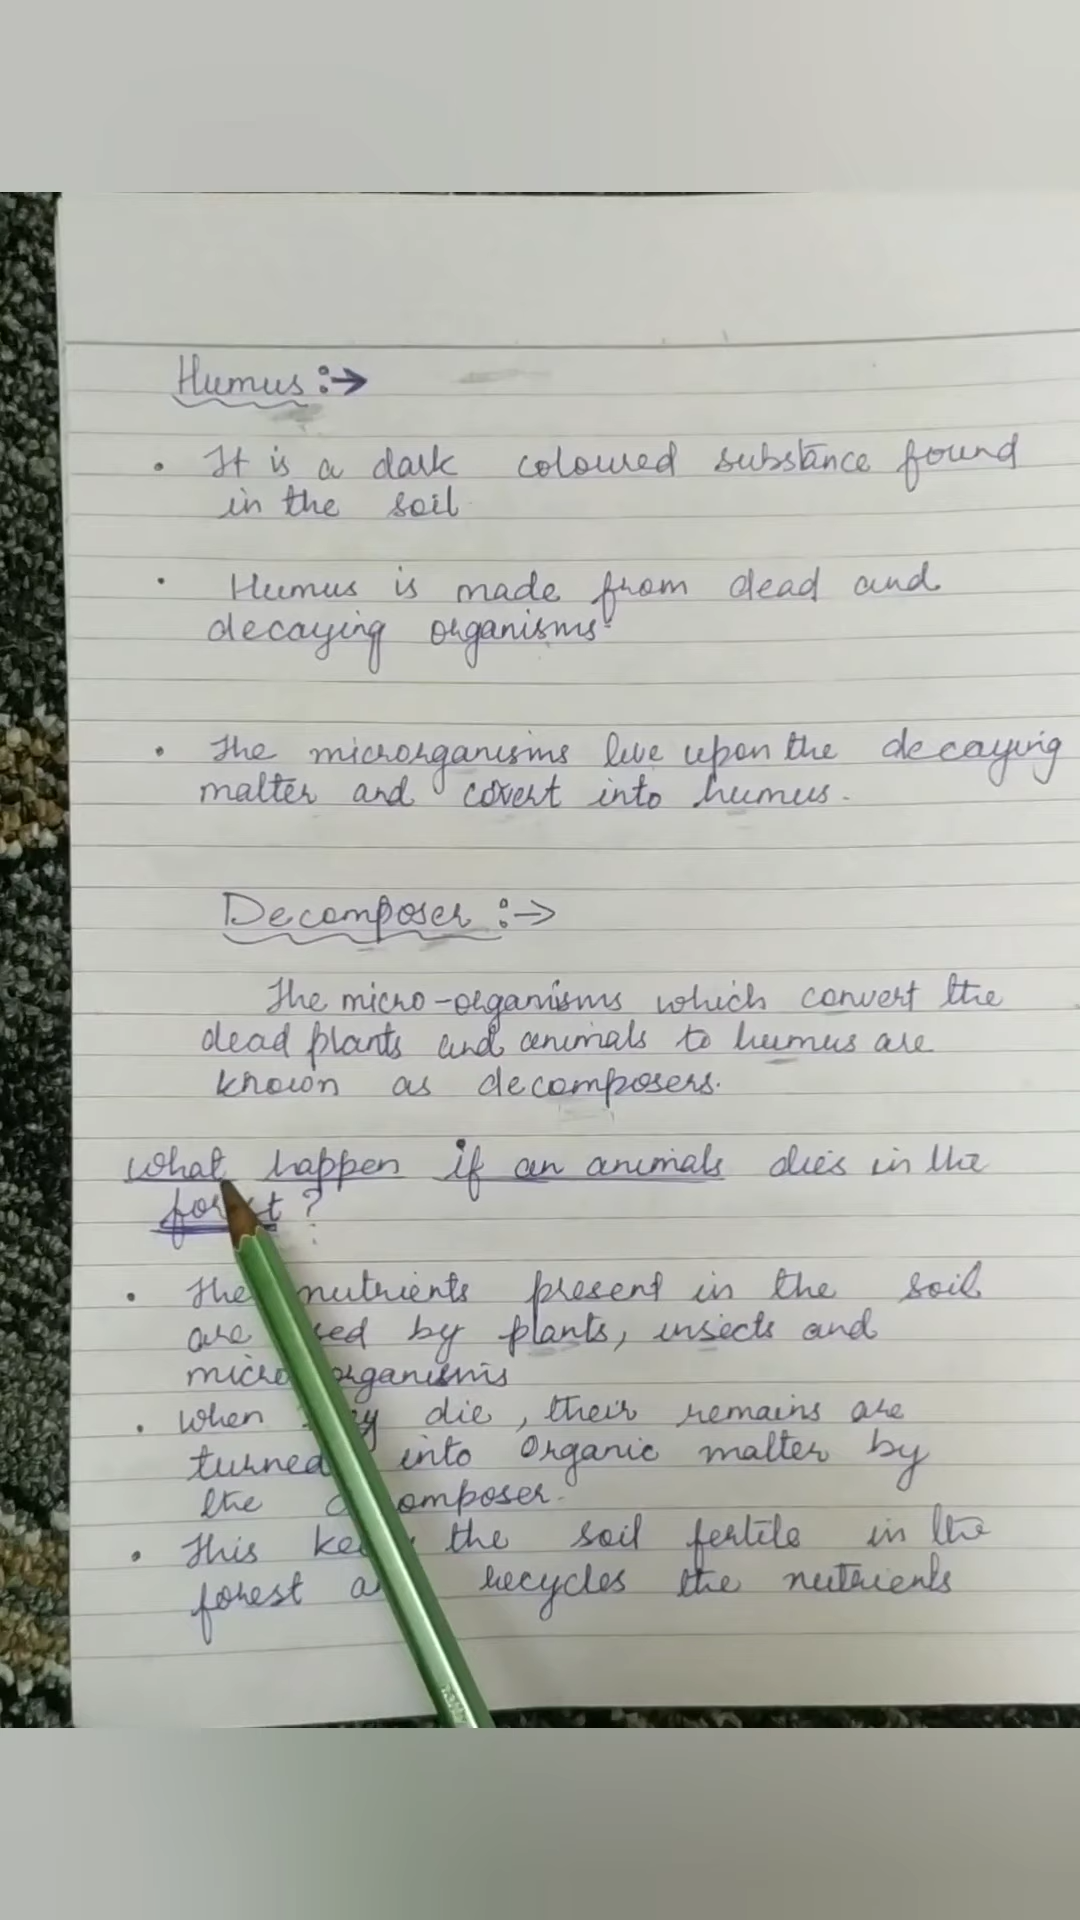 Humus :→
• It is a dark coloured substance found
in the soil
• Humus is made from dead and
decaying organisms.
• The microrganisms live upon the decaying
matter and covert into humus.
Decomposer :→
The micro-organisms which convert the
dead plants and animals to humus are
known as decomposers.
What happen if an animals dies in the
forest ?
• The nutrients present in the soil
are by plants, insects and
micro organisms
• When die, their remains are
turned into organic matter by
the
• This the soil fertile in the
forest recycles the nutrients